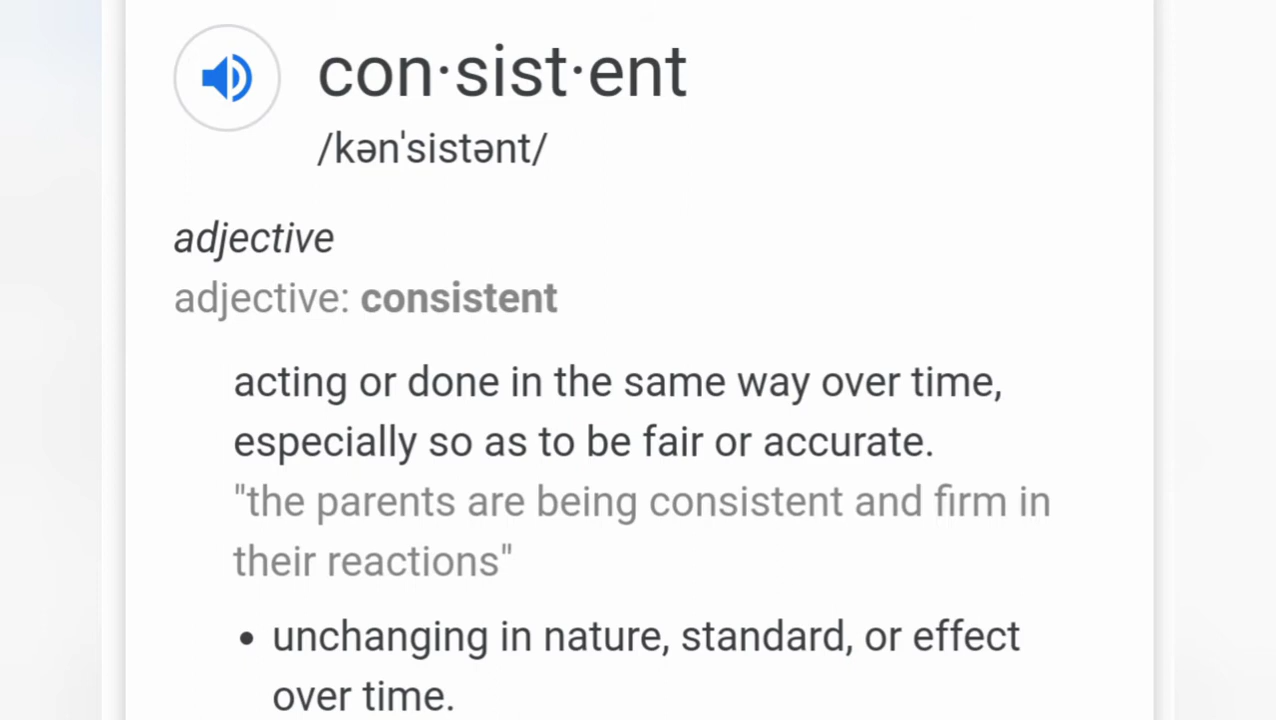 con·sist·ent
/kən'sistənt/
adjective
adjective: consistent
acting or done in the same way over time,
especially so as to be fair or accurate.
"the parents are being consistent and firm in
their reactions"
• unchanging in nature, standard, or effect
over time.